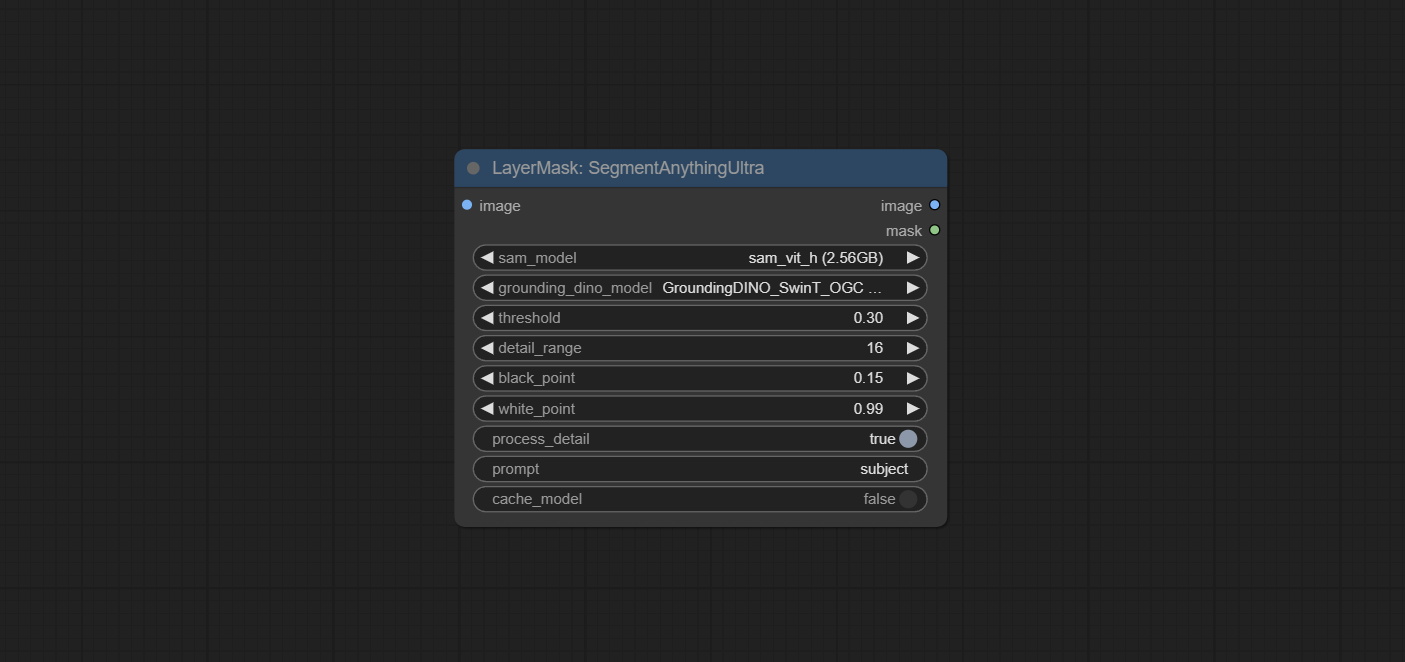 LayerMask: SegmentAnythingUltra
image image
mask
sam_model sam_vit_h (2.56GB)
grounding_dino_model GroundingDINO_SwinT_OGC ...
threshold 0.30
detail_range 16
black_point 0.15
white_point 0.99
process_detail true
prompt subject
cache_model false